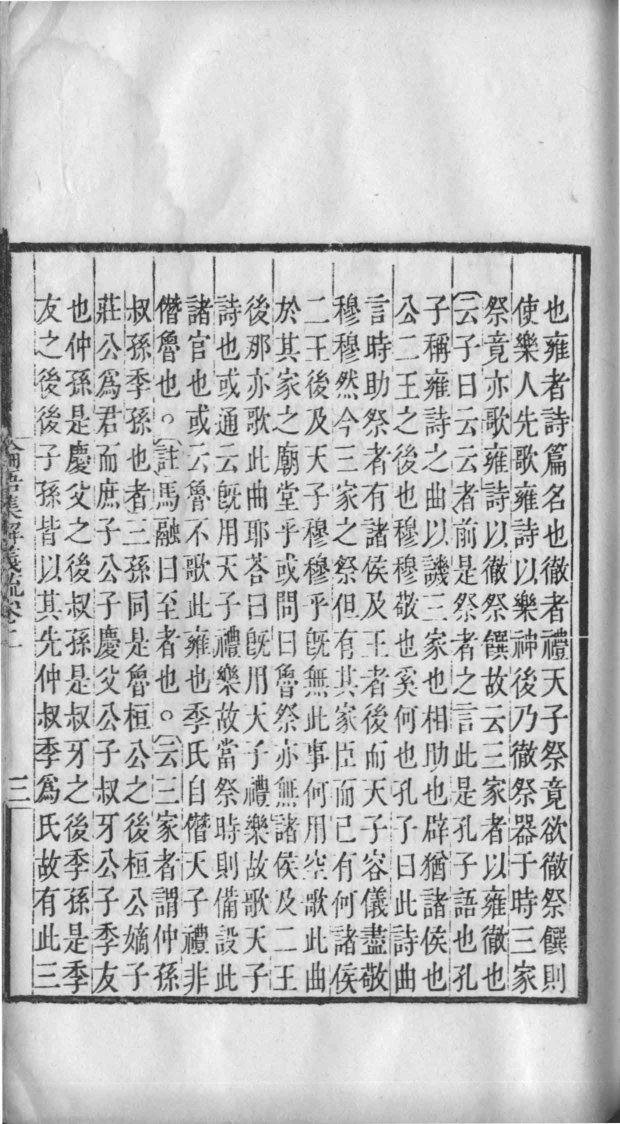 也雍者詩篇名也徹者禮天子祭竟欲徹祭饌則
使樂人先歌雍詩以樂神後乃徹祭器于時三家
祭竟亦歌雍詩以徹祭饌故云三家者以雍徹也
〔云子曰云云者〕前是祭者之言此是孔子語也孔
子稱雍詩之曲以譏三家也相助也辟猶諸侯也
公二王之後也穆穆敬也奚何也孔子曰此詩曲
言時助祭者有諸侯及王者後而天子容儀盡敬
穆穆然今三家之祭但有其家臣而已有何諸侯
二王後及天子穆穆乎既無此事何用空歌此曲
於其家之廟堂乎或問曰魯祭亦無諸侯及二王
後那亦歌此曲耶荅曰既用天子禮樂故歌天子
詩也或通云既用天子禮樂故當祭時則備設此
諸官也或云魯不歌此雍也季氏自僭天子禮非
僭魯也。〔註〕馬融曰至者也。〔云三家者〕謂仲孫
叔孫季孫也者三孫同是魯桓公之後桓公嫡子
莊公爲君而庶子公子慶父公子叔牙公子季友
也仲孫是慶父之後叔孫是叔牙之後季孫是季
友之後後子孫皆以其先仲叔季爲氏故有此三
論語集解義疏卷二
三